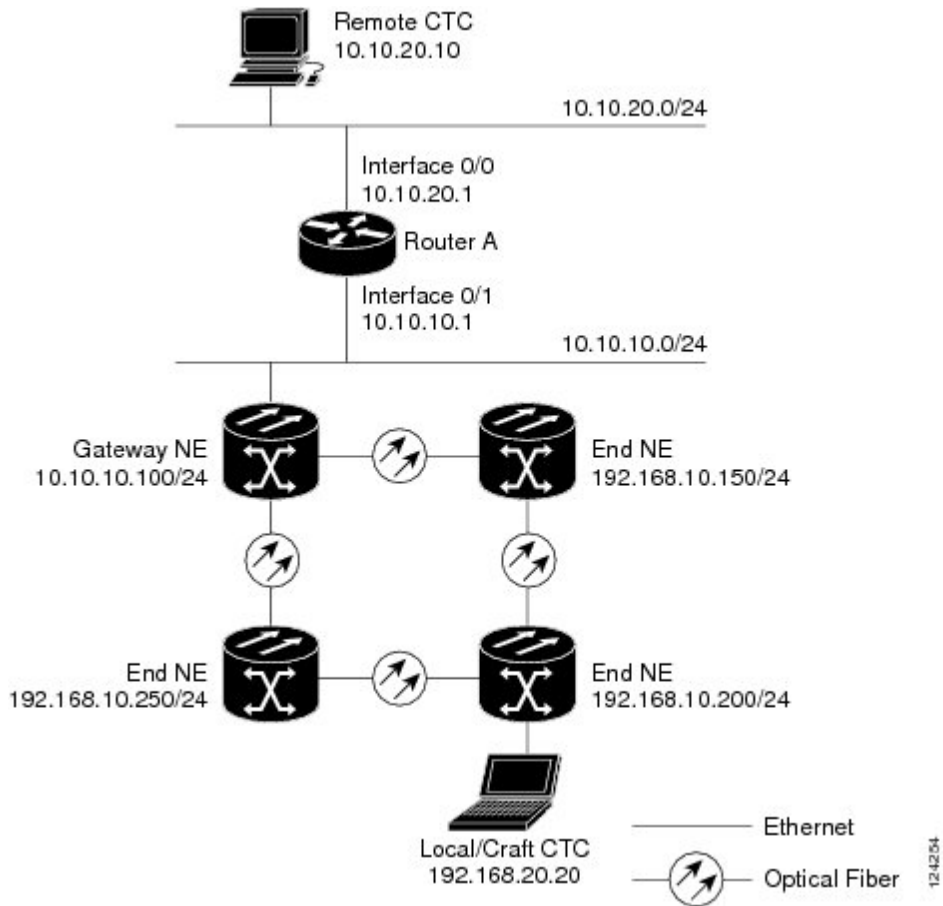 Remote CTC
10.10.20.10
10.10.20.0/24
Interface 0/0
10.10.20.1
Router A
Interface 0/1
10.10.10.1
10.10.10.0/24
Gateway NE
10.10.10.100/24
End NE
192.168.10.150/24
End NE
192.168.10.250/24
End NE
192.168.10.200/24
Local/Craft CTC
192.168.20.20
Ethernet
Optical Fiber
124254